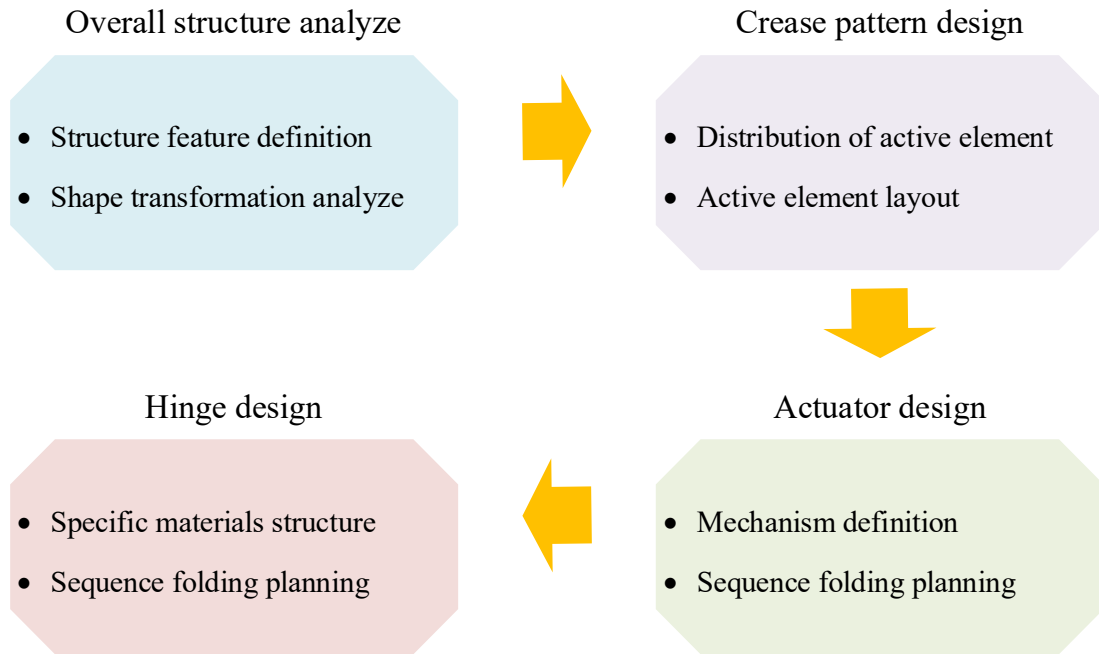 Overall structure analyze
• Structure feature definition
• Shape transformation analyze
Crease pattern design
• Distribution of active element
• Active element layout
Actuator design
• Mechanism definition
• Sequence folding planning
Hinge design
• Specific materials structure
• Sequence folding planning